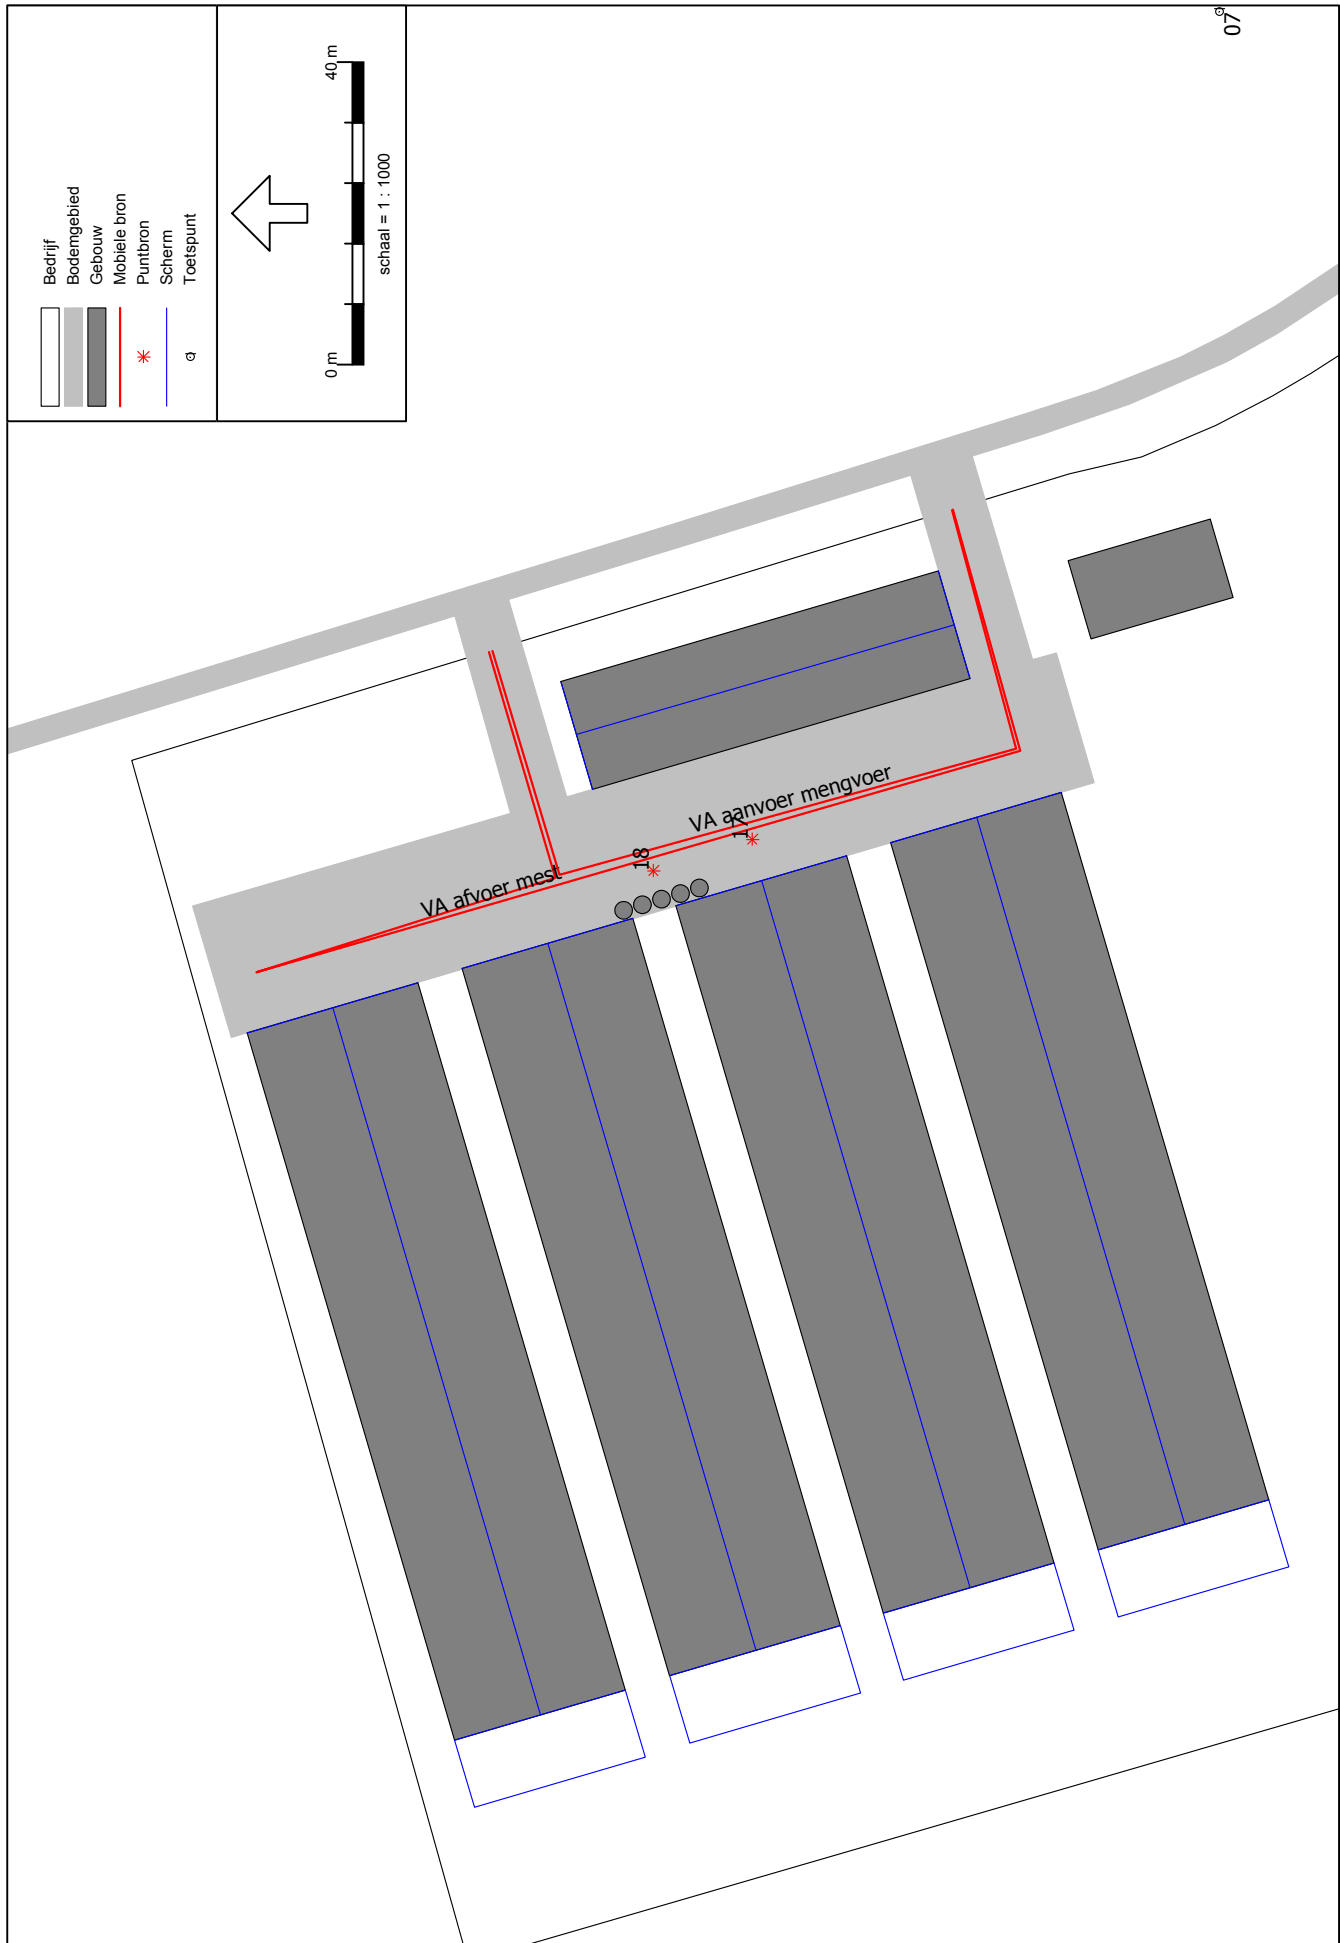 Bedrijf
Bodemgebied
Gebouw
Mobiele bron
Puntbron
Scherm
Toetspunt
0 m
40 m
schaal = 1 : 1000
07
VA aanvoer mengvoer
17
18
VA afvoer mest